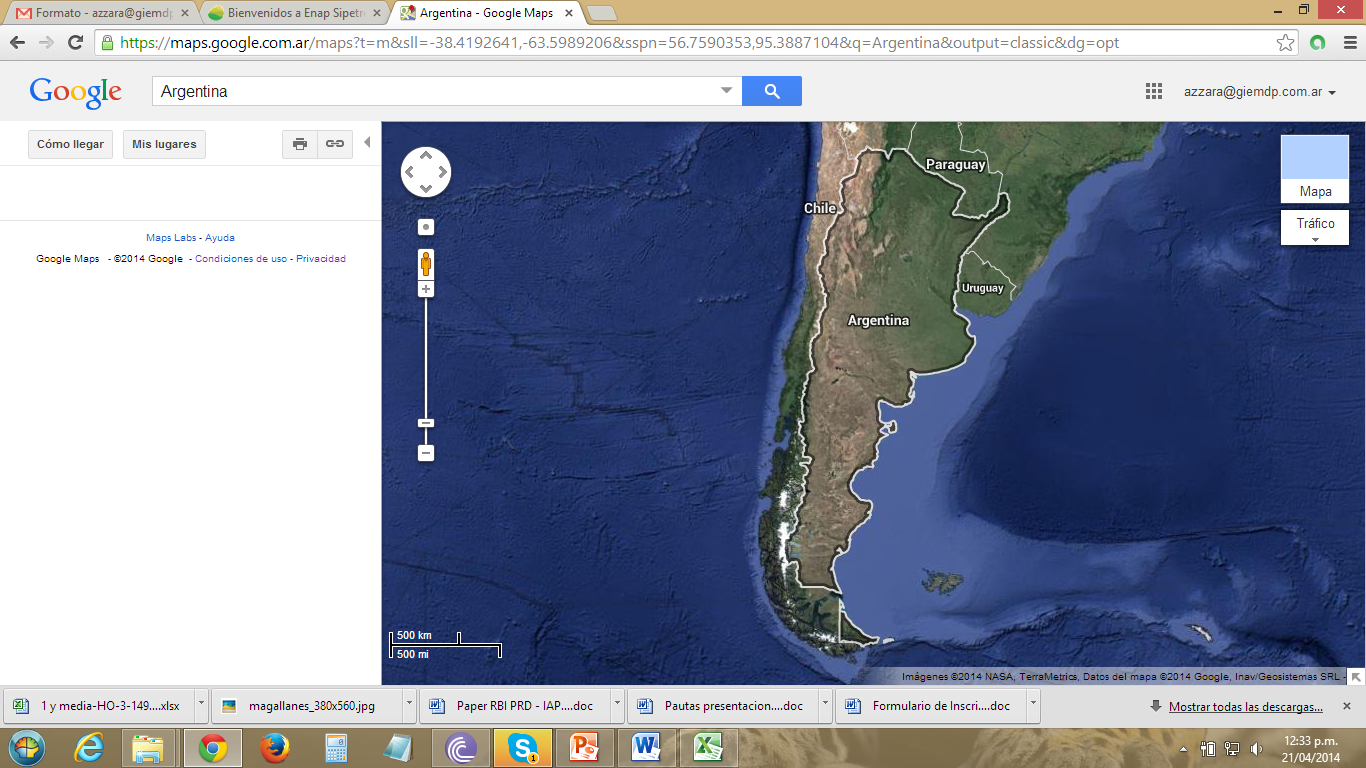 Formato - azzara@giemdp
Bienvenidos a Enap Sipetr
Argentina - Google Maps
https://maps.google.com.ar/maps?t=m&sll=-38.4192641,-63.5989206&sspn=56.7590353,95.3887104&q=Argentina&output=classic&dg=opt
Google
Argentina
azzara@giemdp.com.ar
Cómo llegar
Mis lugares
Maps Labs - Ayuda
Google Maps - ©2014 Google - Condiciones de uso - Privacidad
Paraguay
Chile
Uruguay
Argentina
Mapa
Tráfico
500 km
500 mi
Imágenes ©2014 NASA, TerraMetrics, Datos del mapa ©2014 Google, Inav/Geosistemas SRL -
1 y media-HO-3-149....xlsx
magallanes_380x560.jpg
Paper RBI PRD - IAP....doc
Pautas presentacion....doc
Formulario de Inscri....doc
Mostrar todas las descargas...
1
12:33 p.m.
21/04/2014